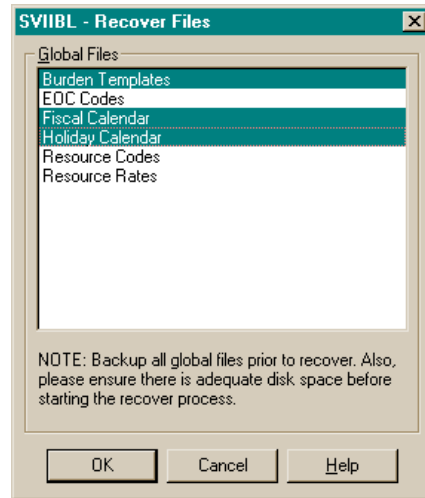 SVIIBL - Recover Files
Global Files
Burden Templates
EOC Codes
Fiscal Calendar
Holiday Calendar
Resource Codes
Resource Rates
NOTE: Backup all global files prior to recover. Also,
please ensure there is adequate disk space before
starting the recover process.
OK Cancel Help